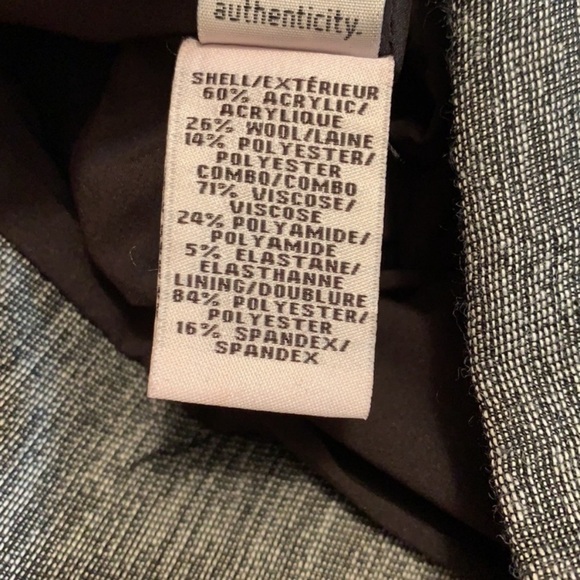 authenticity.
SHELL/EXTÉRIEUR
60% ACRYLIC/
ACRYLIQUE
26% WOOL/LAINE
14% POLYESTER/
POLYESTER
COMBO/COMBO
71% VISCOSE/
VISCOSE
24% POLYAMIDE/
POLYAMIDE
5% ELASTANE/
ELASTHANNE
LINING/DOUBLURE
84% POLYESTER/
POLYESTER
16% SPANDEX/
SPANDEX